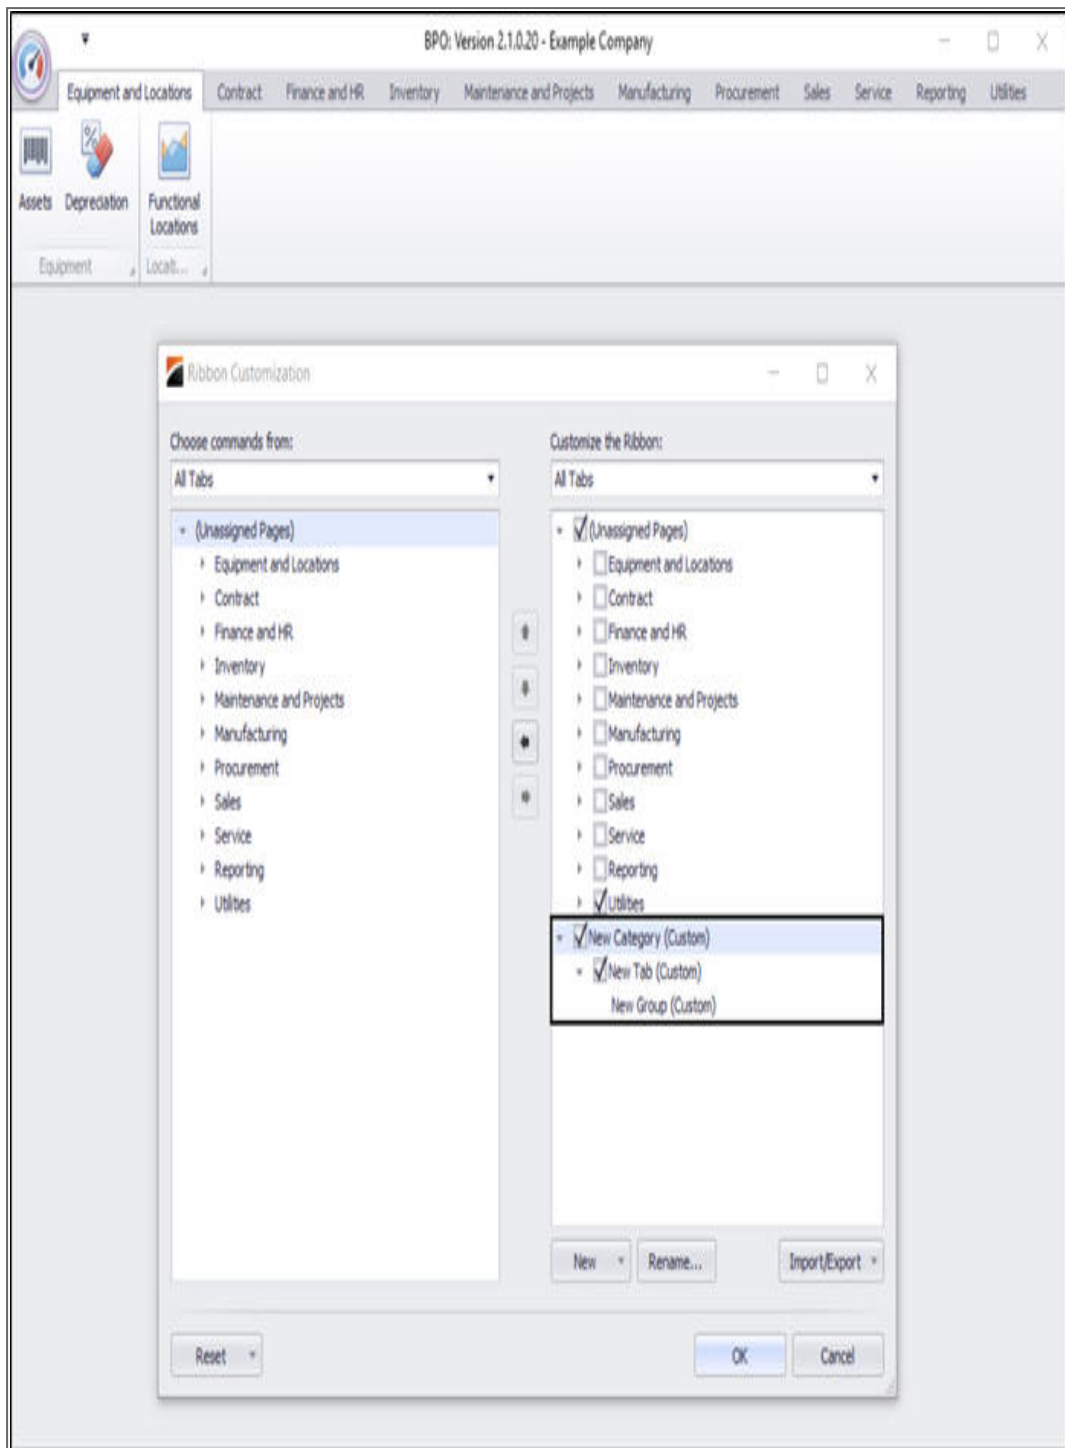 BPO: Version 2.1.0.20 - Example Company
Equipment and Locations Contract Finance and HR Inventory Maintenance and Projects Manufacturing Procurement Sales Service Reporting Utilities
Assets Depreciation Functional
Locations
Equipment Locati...
Ribbon Customization
Choose commands from: Customize the Ribbon:
All Tabs All Tabs
(Unassigned Pages) (Unassigned Pages)
Equipment and Locations Equipment and Locations
Contract Contract
Finance and HR Finance and HR
Inventory Inventory
Maintenance and Projects Maintenance and Projects
Manufacturing Manufacturing
Procurement Procurement
Sales Sales
Service Service
Reporting Reporting
Utilities Utilities
New Category (Custom)
New Tab (Custom)
New Group (Custom)
New Rename... Import/Export
Reset OK Cancel